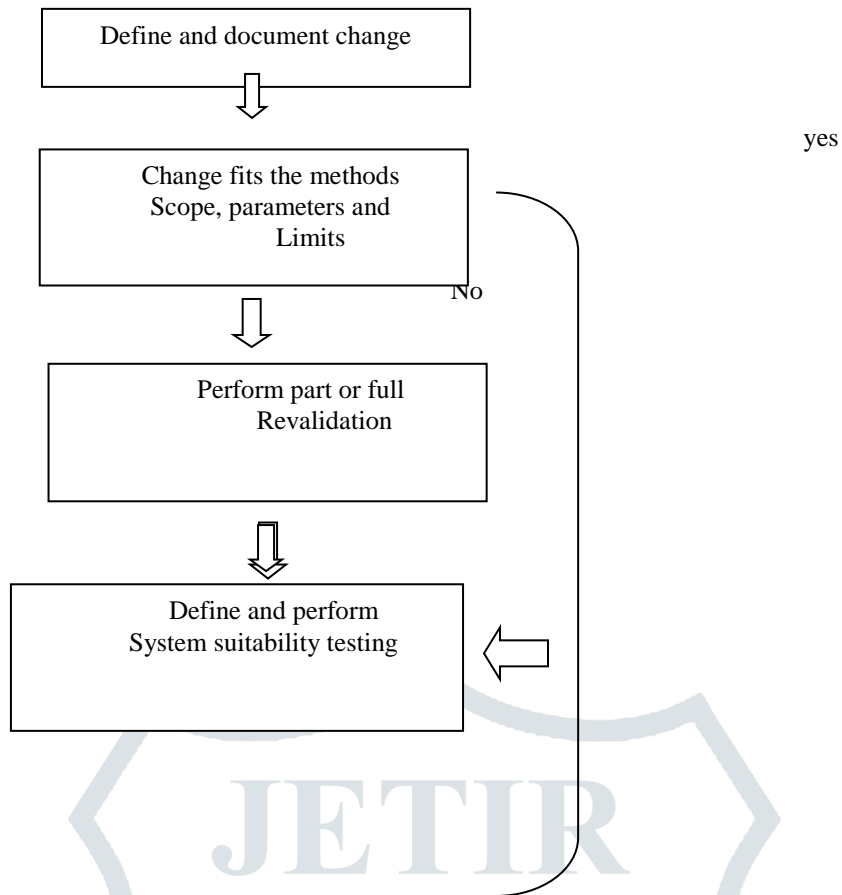 Define and document change
yes
Change fits the methods
Scope, parameters and
Limits
No
Perform part or full
Revalidation
Define and perform
System suitability testing
JETIR